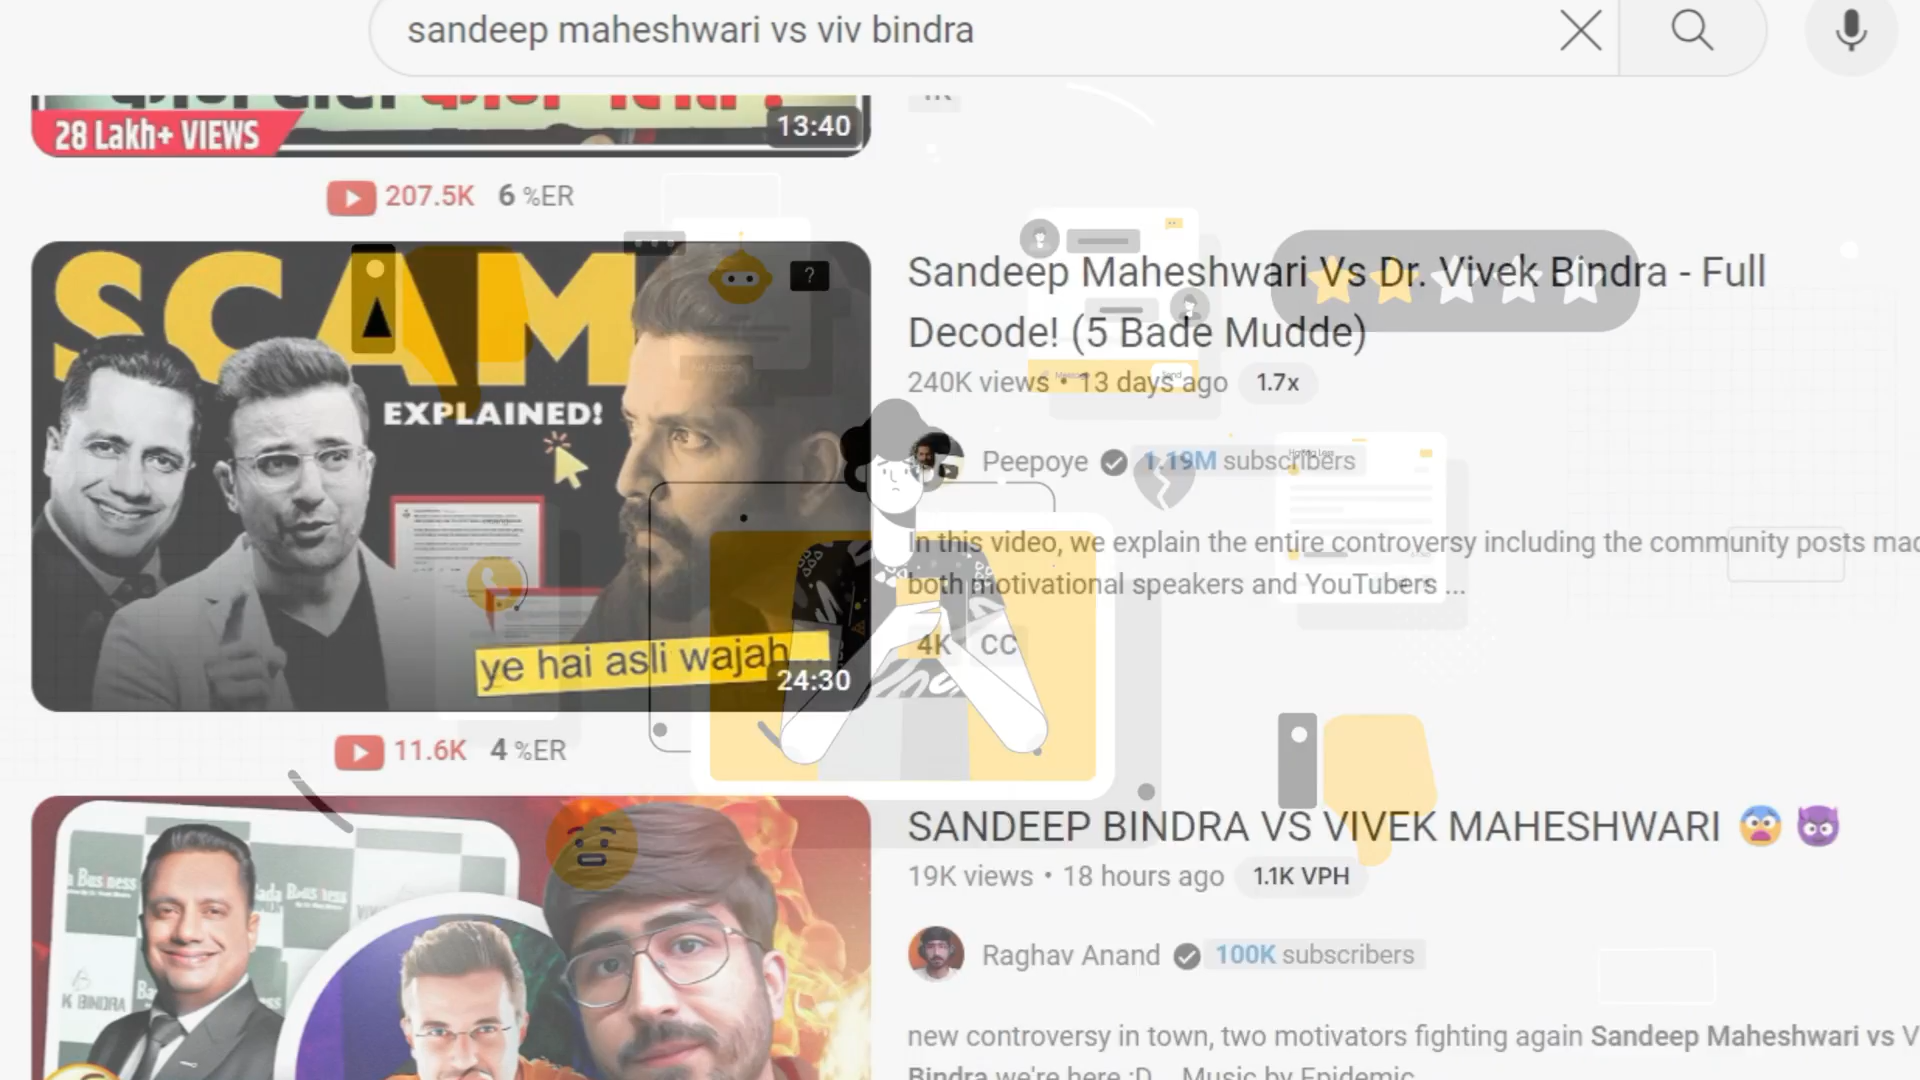 sandeep maheshwari vs viv bindra
28 Lakh+ VIEWS
13:40
207.5K 6 %ER
SCAM
EXPLAINED!
ye hai asli wajah
24:30
?
Sandeep Maheshwari Vs Dr. Vivek Bindra - Full
Decode! (5 Bade Mudde)
240K views • 13 days ago 1.7x
Send
Peepoye 1.19M subscribers
In this video, we explain the entire controversy including the community posts mad
both motivational speakers and YouTubers ...
4K CC
11.6K 4 %ER
SANDEEP BINDRA VS VIVEK MAHESHWARI 😨 👿
19K views • 18 hours ago 1.1K VPH
Raghav Anand 100K subscribers
new controversy in town, two motivators fighting again Sandeep Maheshwari vs V
Bindra we're here :D ... Music by Epidemic
Business